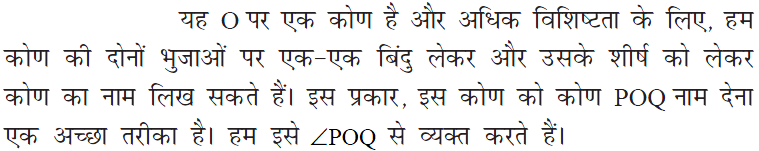 यह O पर एक कोण है और अधिक विशिष्टता के लिए, हम
कोण की दोनों भुजाओं पर एक-एक बिंदु लेकर और उसके शीर्ष को लेकर
कोण का नाम लिख सकते हैं। इस प्रकार, इस कोण को कोण POQ नाम देना
एक अच्छा तरीका है। हम इसे ∠POQ से व्यक्त करते हैं।